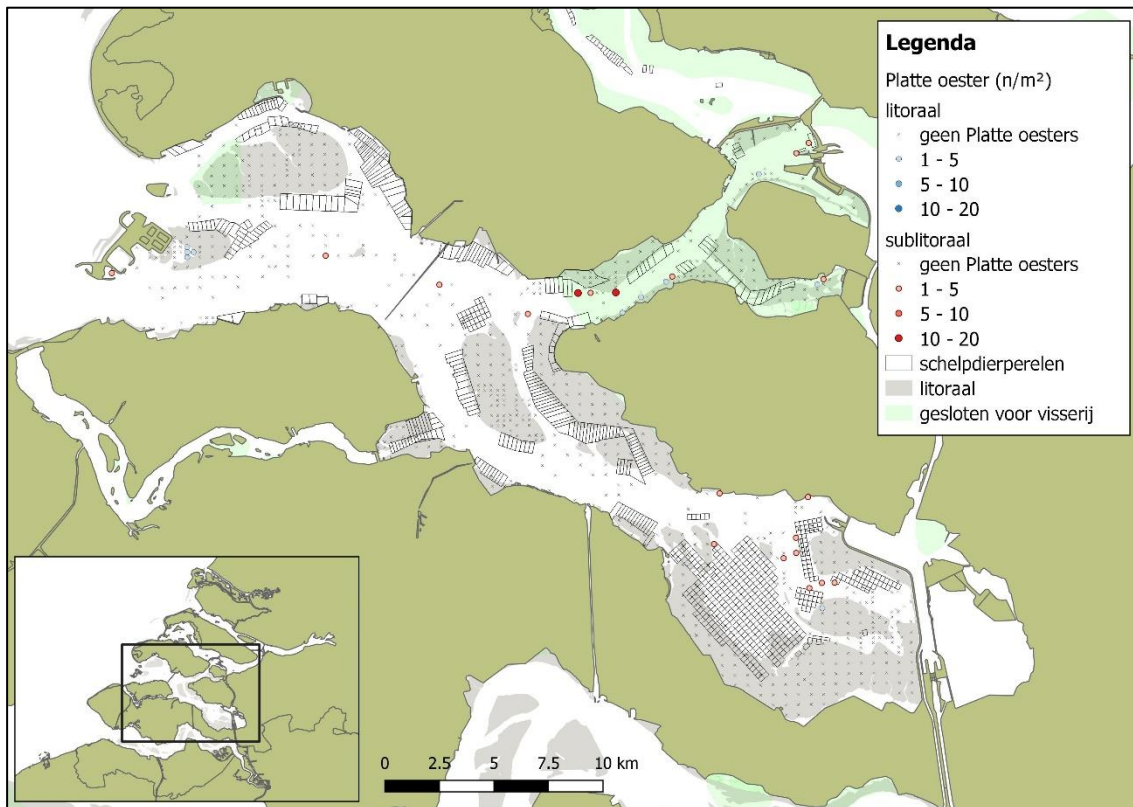 Legenda
Platte oester (n/m²)
litoraal
geen Platte oesters
1 - 5
5 - 10
10 - 20
sublitoraal
geen Platte oesters
1 - 5
5 - 10
10 - 20
schelpdierperelen
litoraal
gesloten voor visserij
0 2.5 5 7.5 10 km